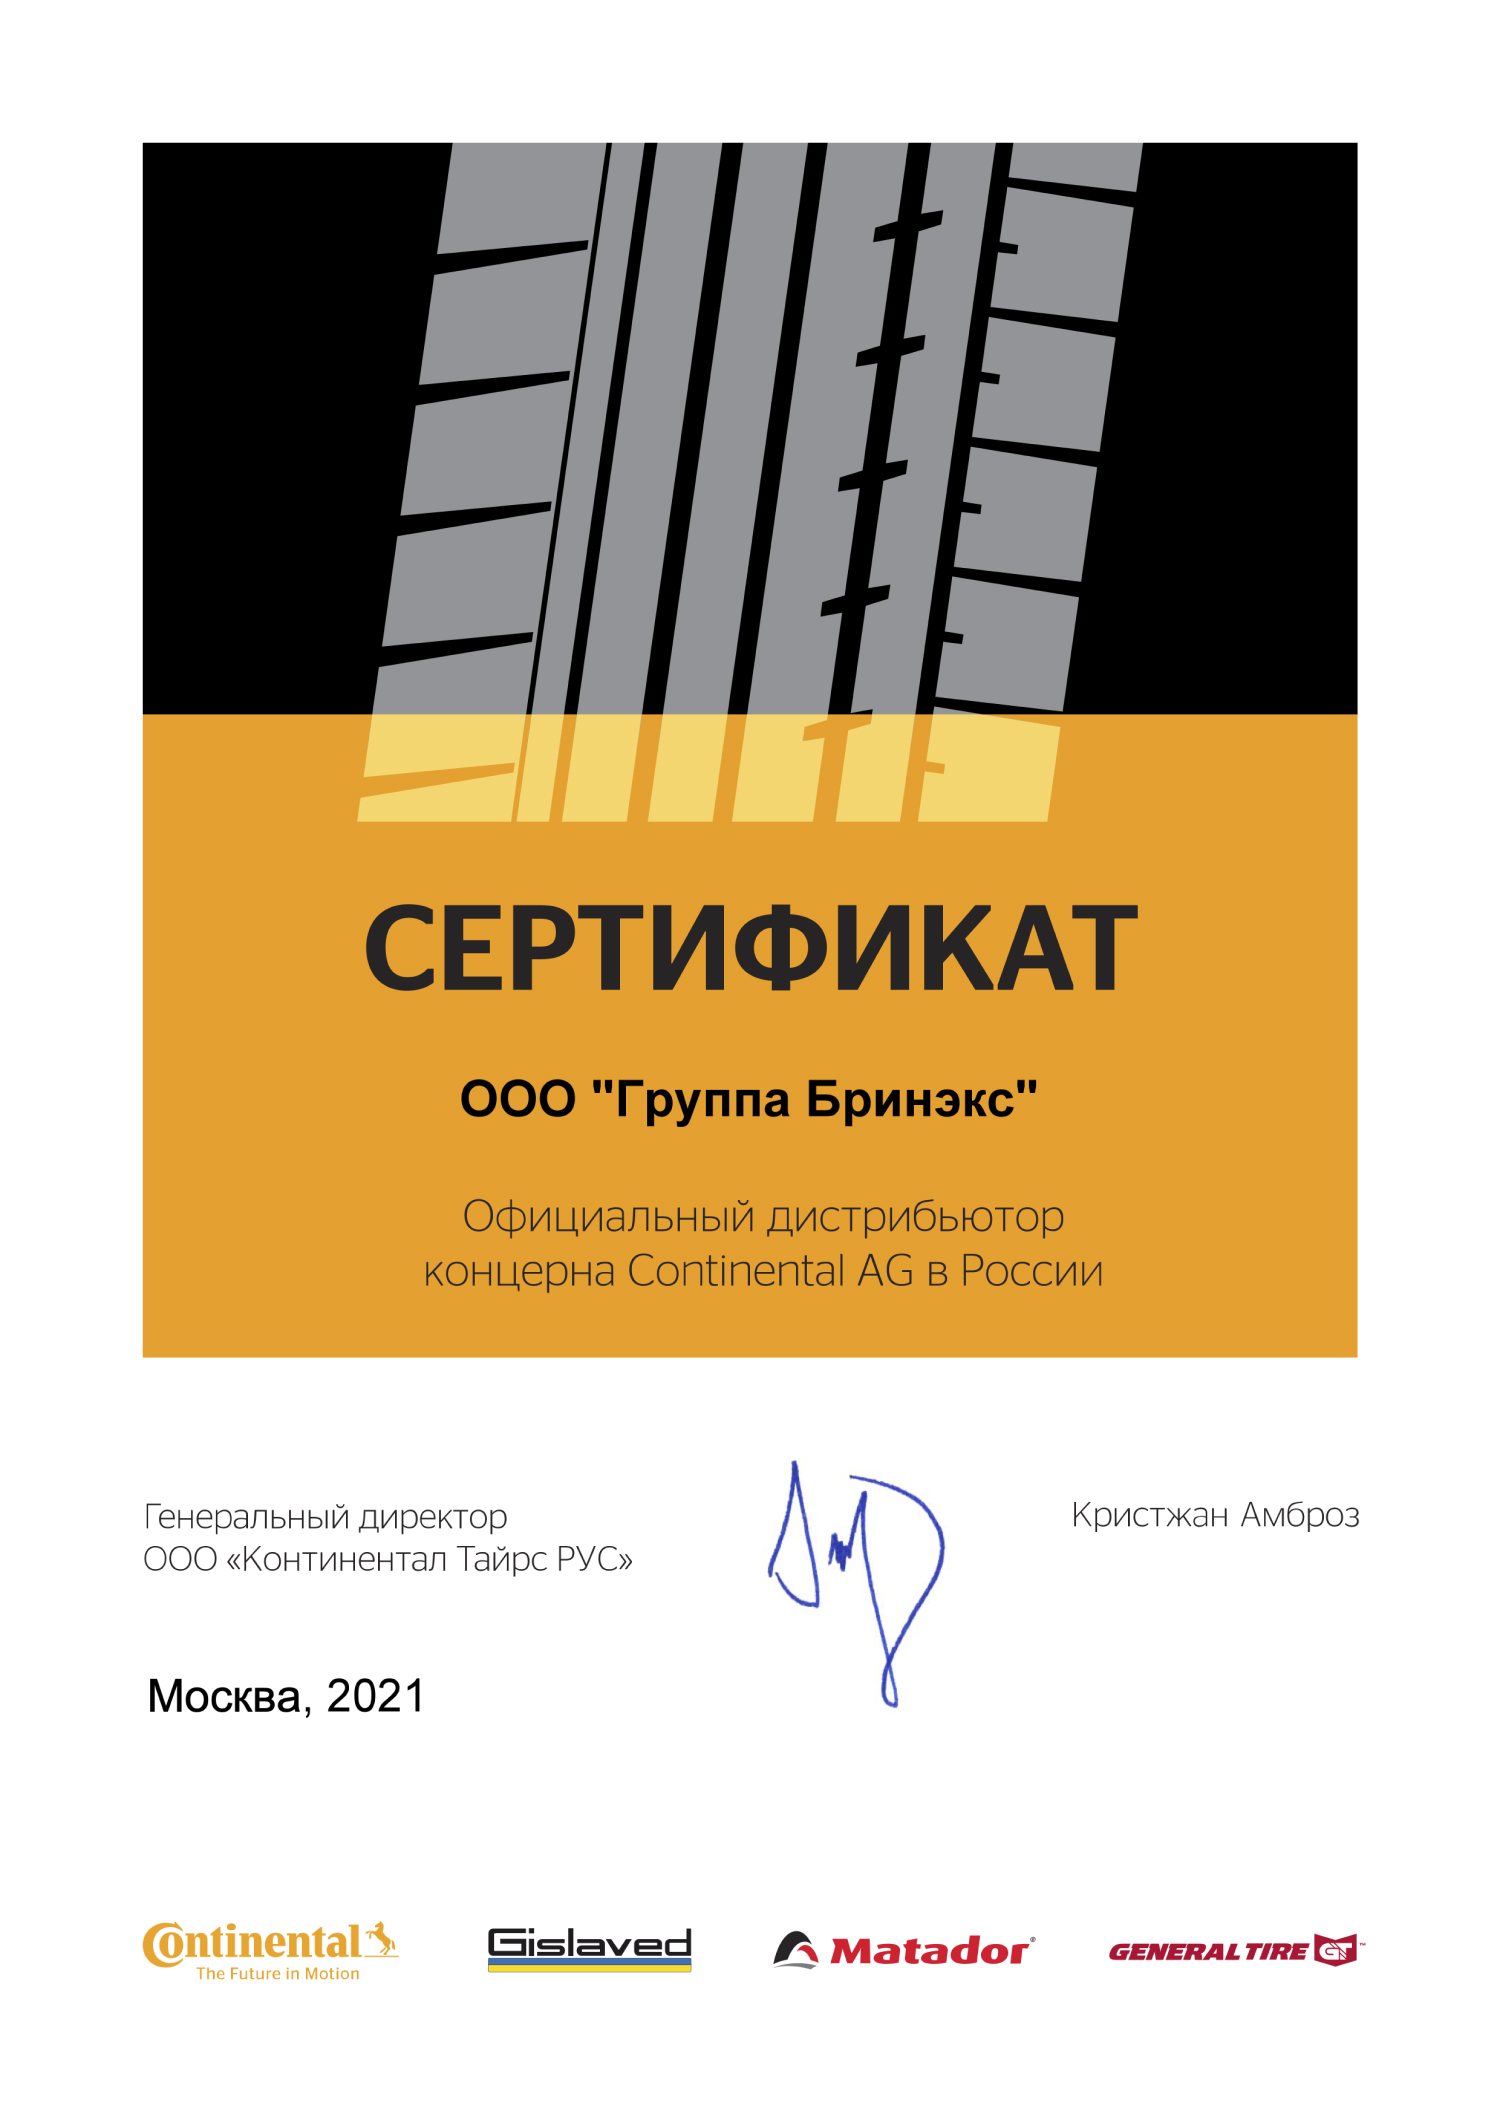 СЕРТИФИКАТ
ООО "Группа Бринэкс"
Официальный дистрибьютор
концерна Continental AG в России
Генеральный директор
ООО «Континентал Тайрс РУС»
Кристжан Амброз
Москва, 2021
Continental
The Future in Motion
Gislaved
Matador®
GENERAL TIRE GT™